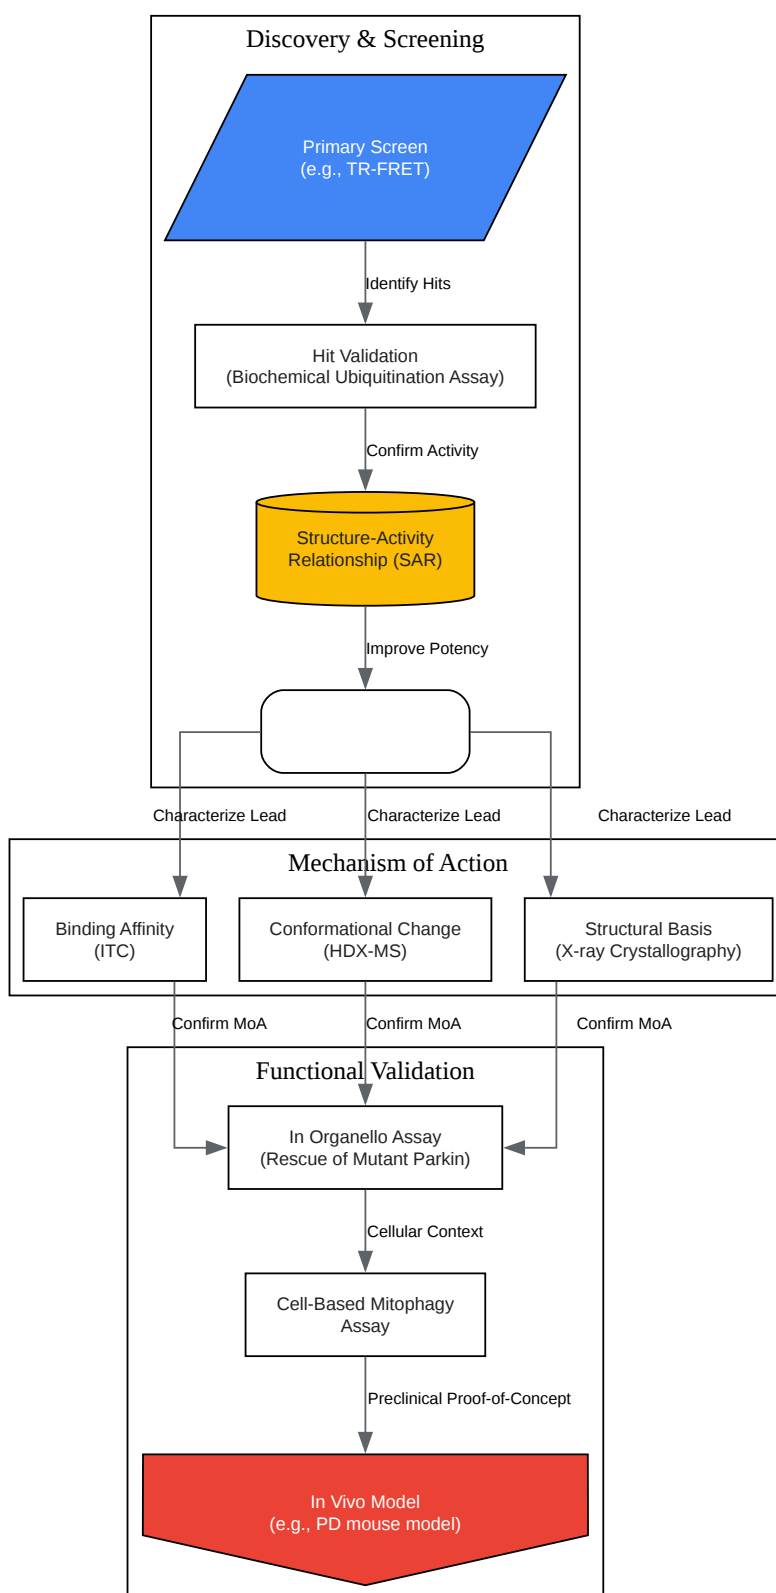 Discovery & Screening
Primary Screen
(e.g., TR-FRET)
Identify Hits
Hit Validation
(Biochemical Ubiquitination Assay)
Confirm Activity
Structure-Activity
Relationship (SAR)
Improve Potency
Characterize Lead
Characterize Lead
Characterize Lead
Mechanism of Action
Binding Affinity
(ITC)
Conformational Change
(HDX-MS)
Structural Basis
(X-ray Crystallography)
Confirm MoA
Confirm MoA
Confirm MoA
Functional Validation
In Organello Assay
(Rescue of Mutant Parkin)
Cellular Context
Cell-Based Mitophagy
Assay
Preclinical Proof-of-Concept
In Vivo Model
(e.g., PD mouse model)